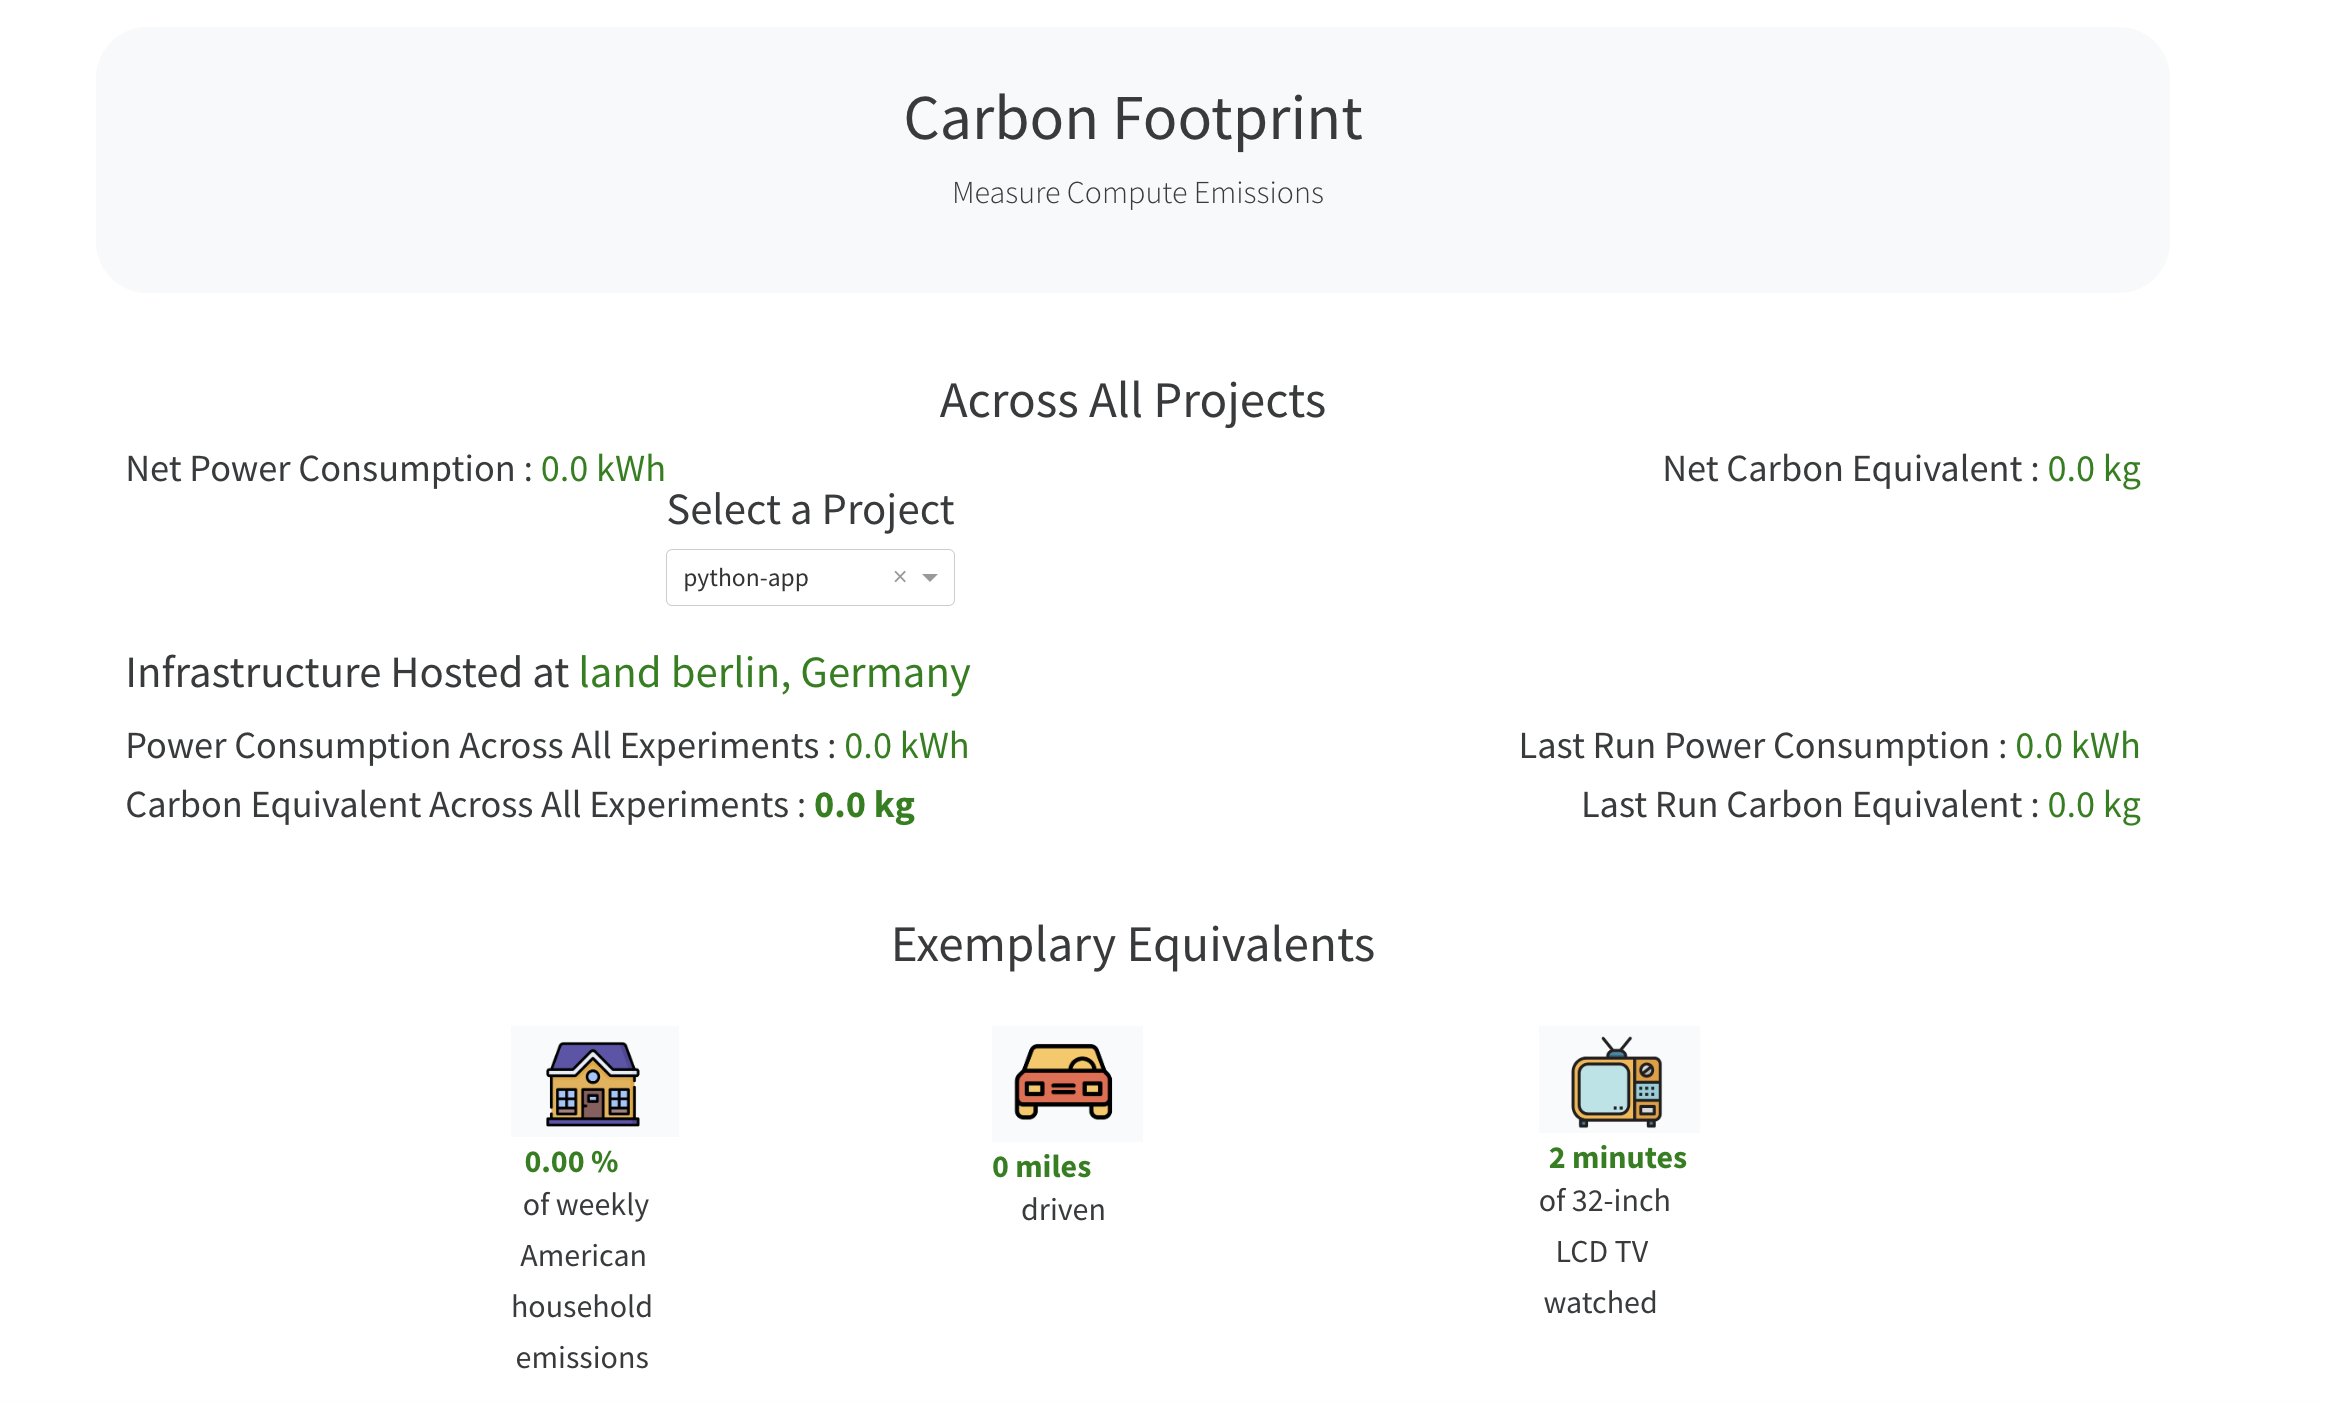 Carbon Footprint
Measure Compute Emissions
Across All Projects
Net Power Consumption : 0.0 kWh
Net Carbon Equivalent : 0.0 kg
Select a Project
python-app × 
Infrastructure Hosted at land berlin, Germany
Power Consumption Across All Experiments : 0.0 kWh
Last Run Power Consumption : 0.0 kWh
Carbon Equivalent Across All Experiments : 0.0 kg
Last Run Carbon Equivalent : 0.0 kg
Exemplary Equivalents
0.00 %
of weekly
American
household
emissions
0 miles
driven
2 minutes
of 32-inch
LCD TV
watched